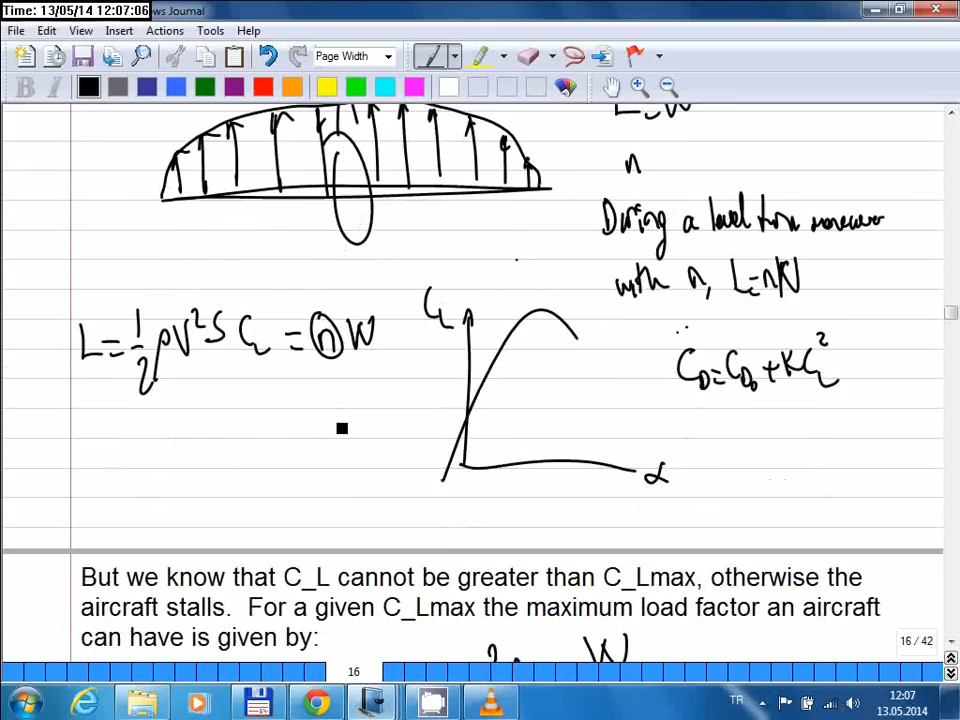 Time: 13/05/14 12:07:06
ows Journal
File Edit View Insert Actions Tools Help
Page Width
B I
L=W
n
During a level turn maneuver
with n, L=nW
C_L
L=1/2 ρV²S C_L = n W
C_D=C_D0+KC_L²
α
But we know that C_L cannot be greater than C_Lmax, otherwise the
aircraft stalls. For a given C_Lmax the maximum load factor an aircraft
can have is given by:
W
16 / 42
16
TR
12:07
13.05.2014